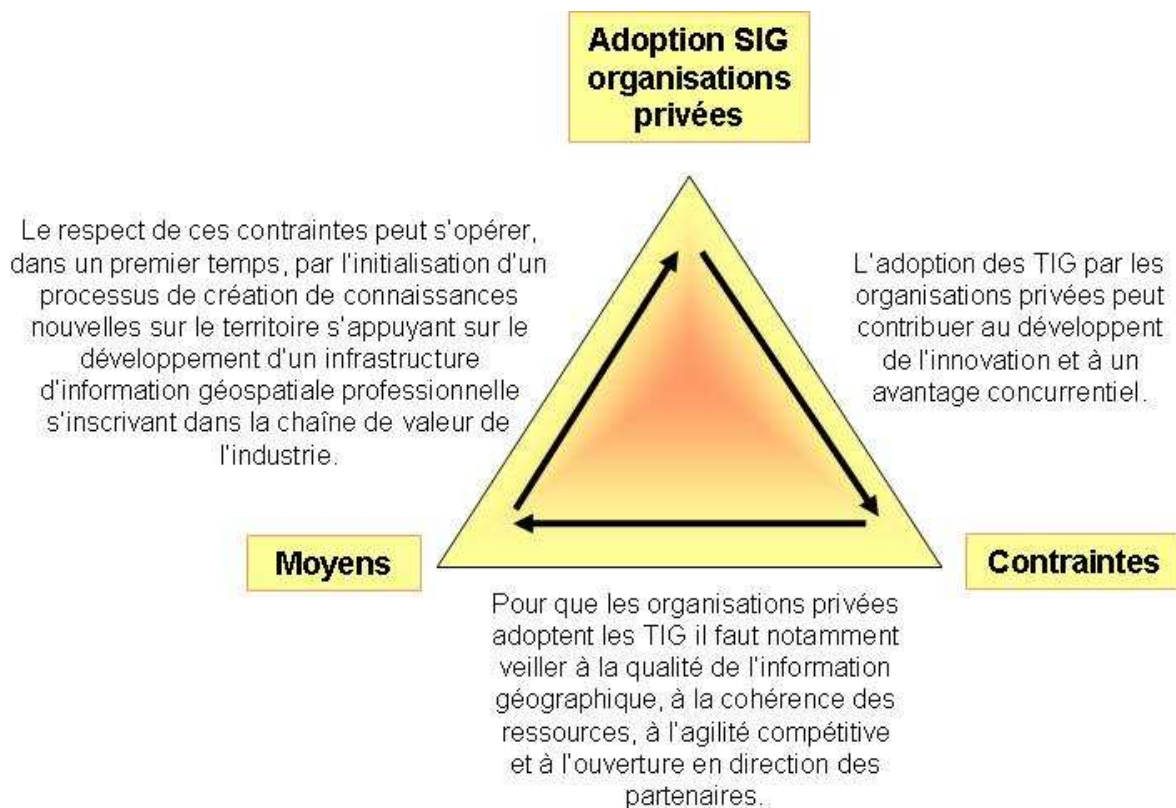 Adoption SIG
organisations
privées
Le respect de ces contraintes peut s'opérer,
dans un premier temps, par l'initialisation d'un
processus de création de connaissances
nouvelles sur le territoire s'appuyant sur le
développement d'un infrastructure
d'information géospatiale professionnelle
s'inscrivant dans la chaîne de valeur de
l'industrie.
L'adoption des TIG par les
organisations privées peut
contribuer au développent
de l'innovation et à un
avantage concurrentiel.
Moyens
Contraintes
Pour que les organisations privées
adoptent les TIG il faut notamment
veiller à la qualité de l'information
géographique, à la cohérence des
ressources, à l'agilité compétitive
et à l'ouverture en direction des
partenaires.